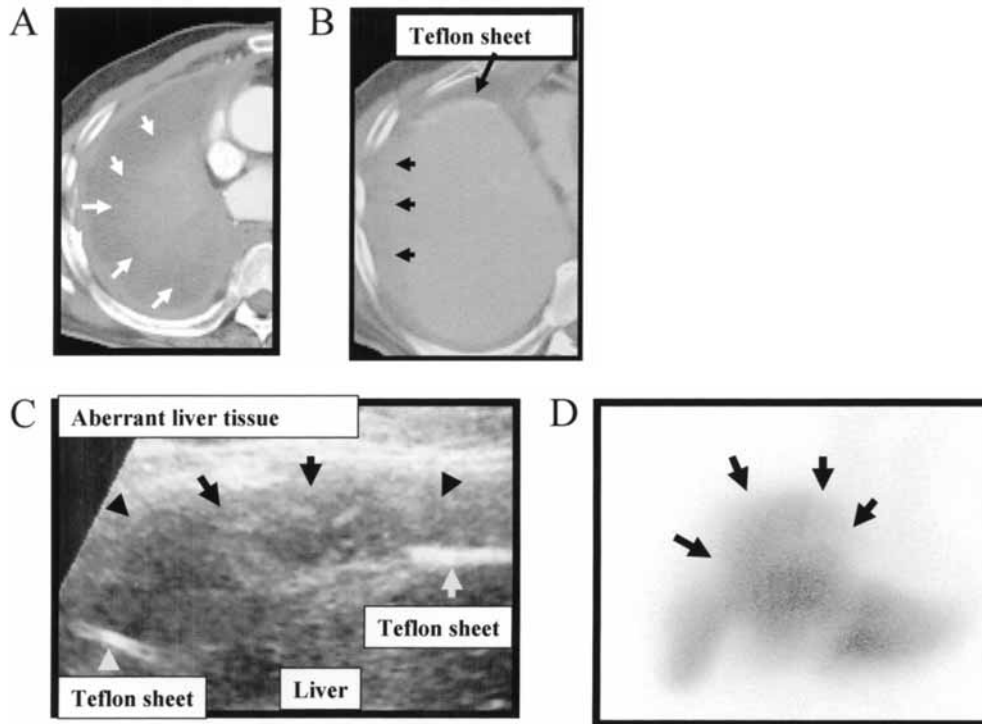 A
B
Teflon sheet
C
Aberrant liver tissue
D
Teflon sheet
Teflon sheet
Liver